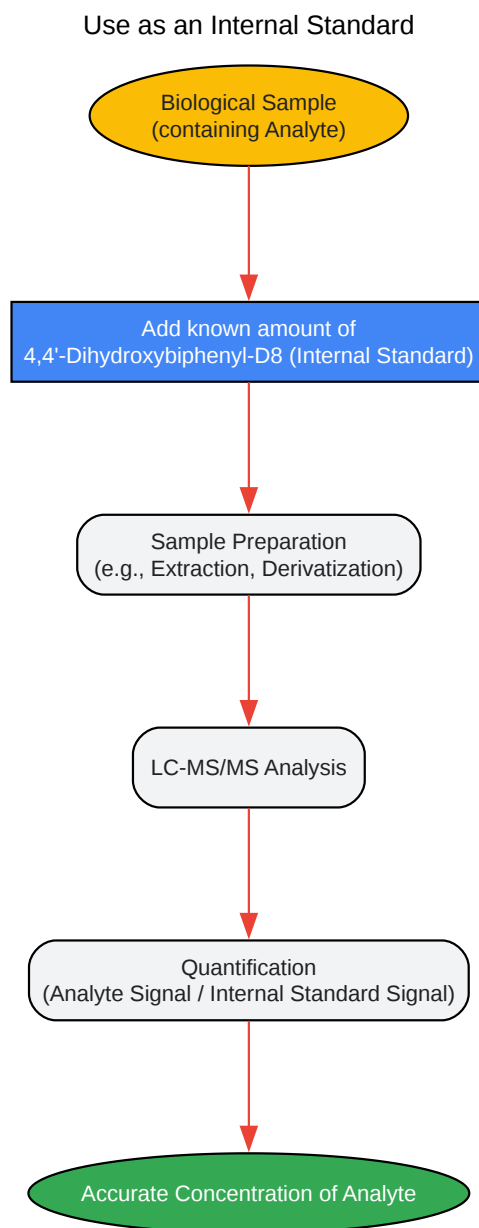 Use as an Internal Standard
Biological Sample
(containing Analyte)
Add known amount of
4,4'-Dihydroxybiphenyl-D8 (Internal Standard)
Sample Preparation
(e.g., Extraction, Derivatization)
LC-MS/MS Analysis
Quantification
(Analyte Signal / Internal Standard Signal)
Accurate Concentration of Analyte